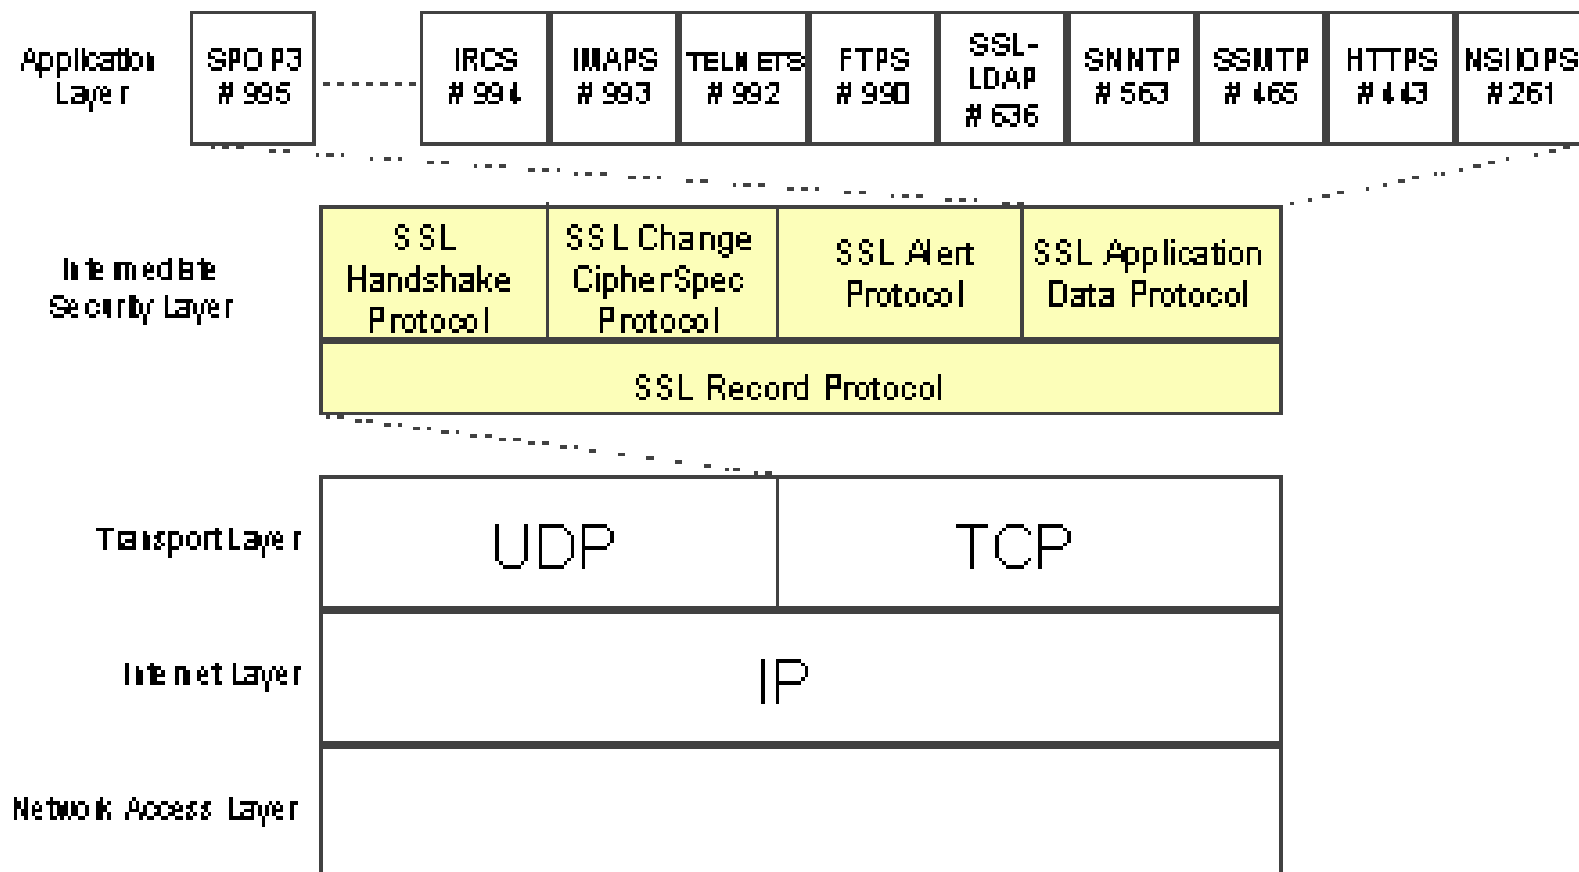 Application
Layer
SPOP3
# 995
IRCS
# 994
IMAPS
# 993
TELNETS
# 992
FTPS
# 990
SSL-
LDAP
# 636
SNNTP
# 563
SSMTP
# 465
HTTPS
# 443
NSIIOPS
# 261
Intermediate
Security Layer
SSL
Handshake
Protocol
SSL Change
CipherSpec
Protocol
SSL Alert
Protocol
SSL Application
Data Protocol
SSL Record Protocol
Transport Layer
UDP
TCP
Internet Layer
IP
Network Access Layer